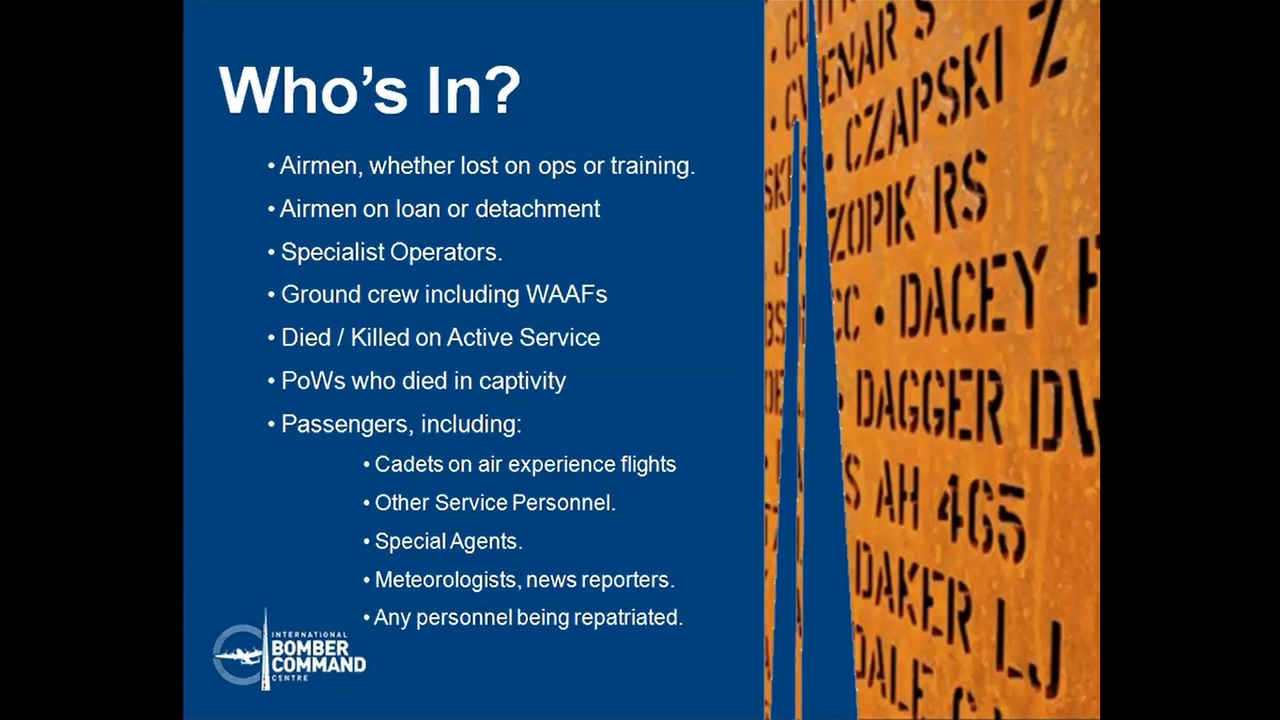 Who's In?
• Airmen, whether lost on ops or training.
• Airmen on loan or detachment
• Specialist Operators.
• Ground crew including WAAFs
• Died / Killed on Active Service
• PoWs who died in captivity
• Passengers, including:
• Cadets on air experience flights
• Other Service Personnel.
• Special Agents.
• Meteorologists, news reporters.
• Any personnel being repatriated.
INTERNATIONAL
BOMBER
COMMAND
CENTRE
• CZAPSKI Z
RS
• DACEY
• DAGGER DW
AH 465
DAKER LJ
DALE